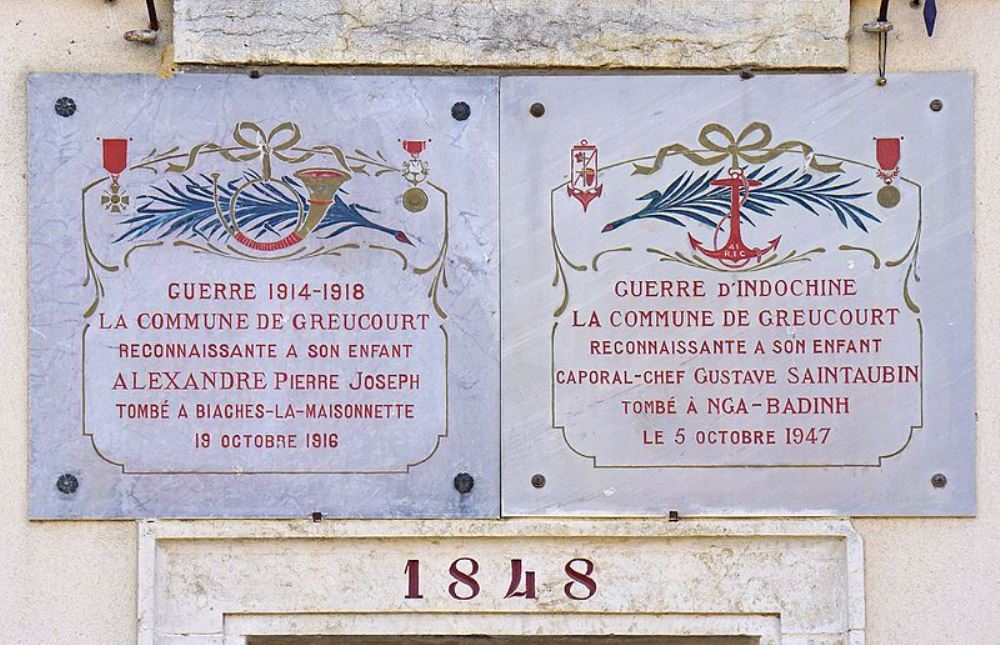 GUERRE 1914-1918
LA COMMUNE DE GREUCOURT
RECONNAISSANTE A SON ENFANT
ALEXANDRE PIERRE JOSEPH
TOMBÉ A BIACHES-LA-MAISONNETTE
19 OCTOBRE 1916
41
R.I.C
GUERRE D'INDOCHINE
LA COMMUNE DE GREUCOURT
RECONNAISSANTE A SON ENFANT
CAPORAL-CHEF GUSTAVE SAINTAUBIN
TOMBÉ À NGA-BADINH
LE 5 OCTOBRE 1947
1848